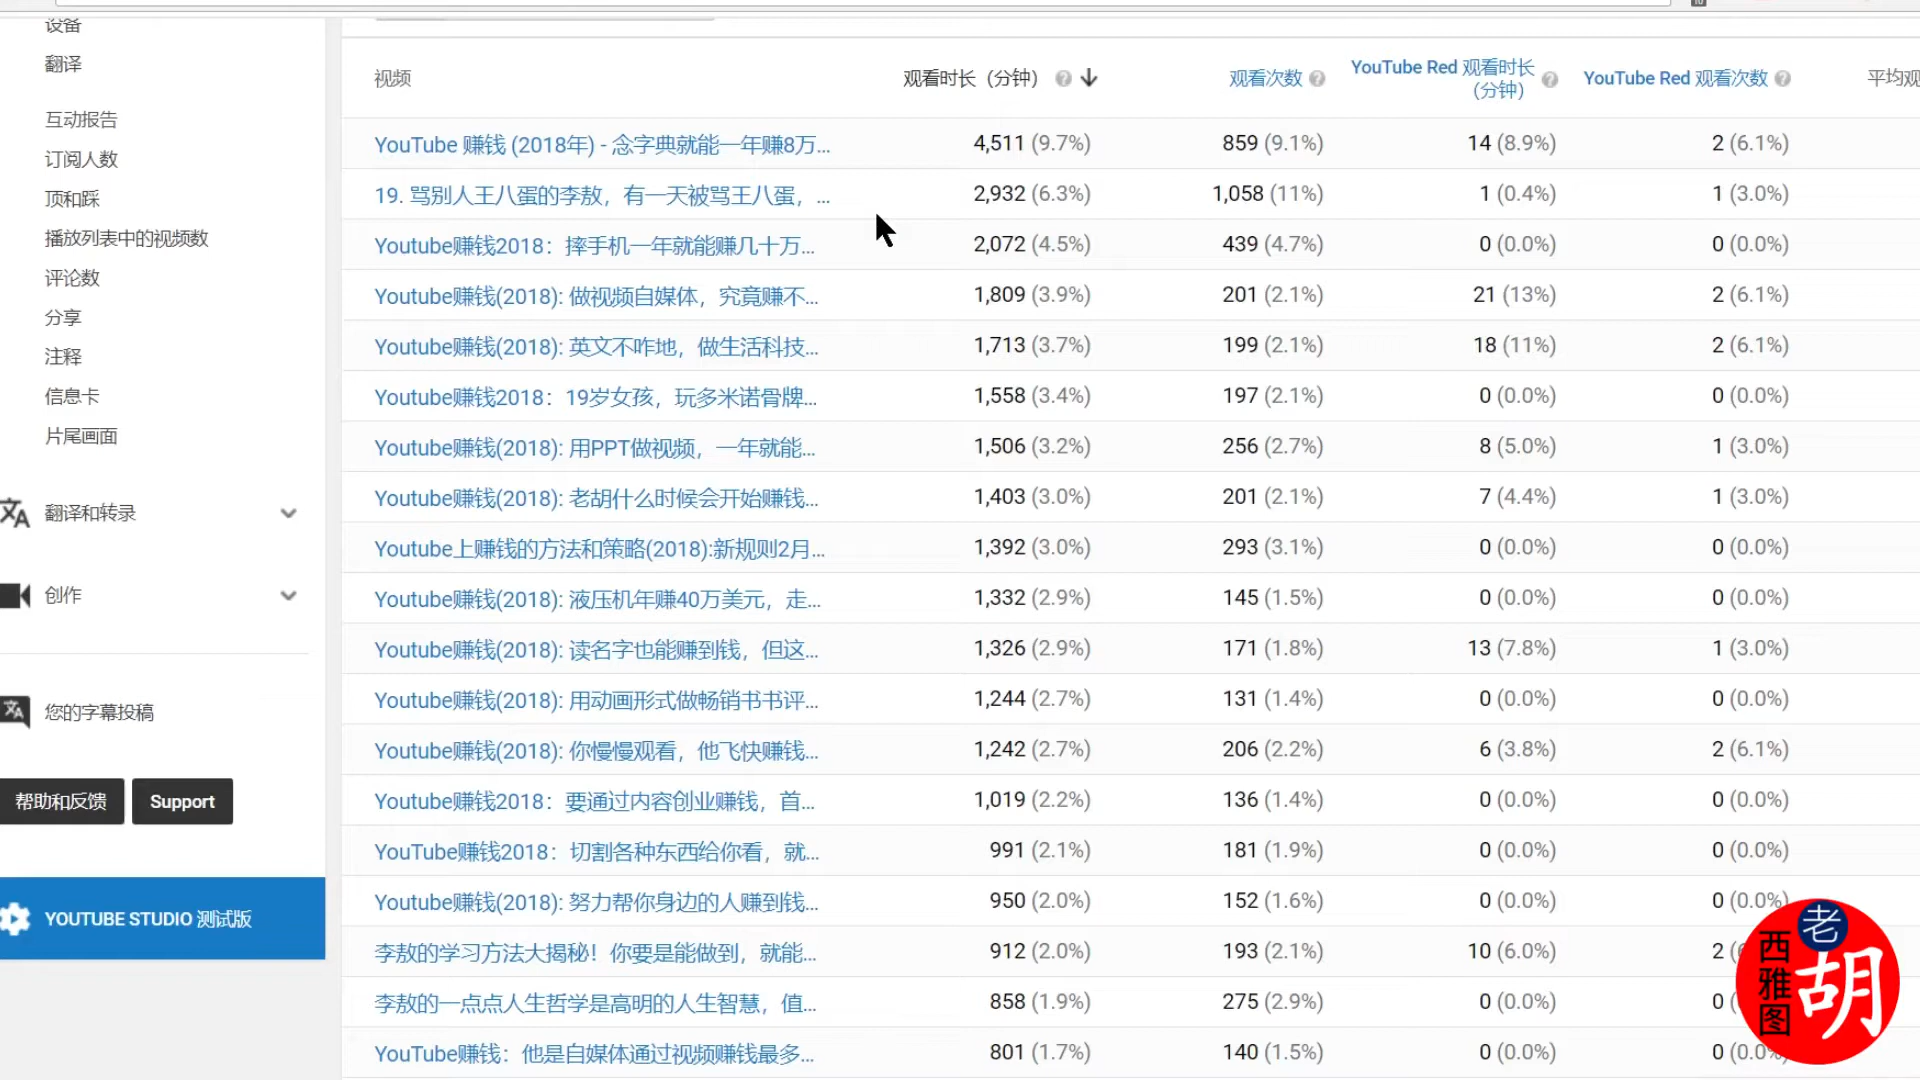 设备
翻译
互动报告
订阅人数
顶和踩
播放列表中的视频数
评论数
分享
注释
信息卡
片尾画面
翻译和转录
创作
您的字幕投稿
帮助和反馈 Support
YOUTUBE STUDIO 测试版
视频 观看时长（分钟） 观看次数 YouTube Red 观看时长 (分钟) YouTube Red 观看次数 平均观
YouTube 赚钱 (2018年) - 念字典就能一年赚8万... 4,511 (9.7%) 859 (9.1%) 14 (8.9%) 2 (6.1%)
19. 骂别人王八蛋的李敖，有一天被骂王八蛋，... 2,932 (6.3%) 1,058 (11%) 1 (0.4%) 1 (3.0%)
Youtube赚钱2018：摔手机一年就能赚几十万... 2,072 (4.5%) 439 (4.7%) 0 (0.0%) 0 (0.0%)
Youtube赚钱(2018): 做视频自媒体，究竟赚不... 1,809 (3.9%) 201 (2.1%) 21 (13%) 2 (6.1%)
Youtube赚钱(2018): 英文不咋地，做生活科技... 1,713 (3.7%) 199 (2.1%) 18 (11%) 2 (6.1%)
Youtube赚钱2018：19岁女孩，玩多米诺骨牌... 1,558 (3.4%) 197 (2.1%) 0 (0.0%) 0 (0.0%)
Youtube赚钱(2018): 用PPT做视频，一年就能... 1,506 (3.2%) 256 (2.7%) 8 (5.0%) 1 (3.0%)
Youtube赚钱(2018): 老胡什么时候会开始赚钱... 1,403 (3.0%) 201 (2.1%) 7 (4.4%) 1 (3.0%)
Youtube上赚钱的方法和策略(2018):新规则2月... 1,392 (3.0%) 293 (3.1%) 0 (0.0%) 0 (0.0%)
Youtube赚钱(2018): 液压机年赚40万美元，走... 1,332 (2.9%) 145 (1.5%) 0 (0.0%) 0 (0.0%)
Youtube赚钱(2018): 读名字也能赚到钱，但这... 1,326 (2.9%) 171 (1.8%) 13 (7.8%) 1 (3.0%)
Youtube赚钱(2018): 用动画形式做畅销书书评... 1,244 (2.7%) 131 (1.4%) 0 (0.0%) 0 (0.0%)
Youtube赚钱(2018): 你慢慢观看，他飞快赚钱... 1,242 (2.7%) 206 (2.2%) 6 (3.8%) 2 (6.1%)
Youtube赚钱2018：要通过内容创业赚钱，首... 1,019 (2.2%) 136 (1.4%) 0 (0.0%) 0 (0.0%)
YouTube赚钱2018：切割各种东西给你看，就... 991 (2.1%) 181 (1.9%) 0 (0.0%) 0 (0.0%)
Youtube赚钱(2018): 努力帮你身边的人赚到钱... 950 (2.0%) 152 (1.6%) 0 (0.0%) 0 (0.0%)
李敖的学习方法大揭秘！你要是能做到，就能... 912 (2.0%) 193 (2.1%) 10 (6.0%) 2
李敖的一点点人生哲学是高明的人生智慧，值... 858 (1.9%) 275 (2.9%) 0 (0.0%) 0
YouTube赚钱：他是自媒体通过视频赚钱最多... 801 (1.7%) 140 (1.5%) 0 (0.0%) 0 (0.0%
西雅图
老胡